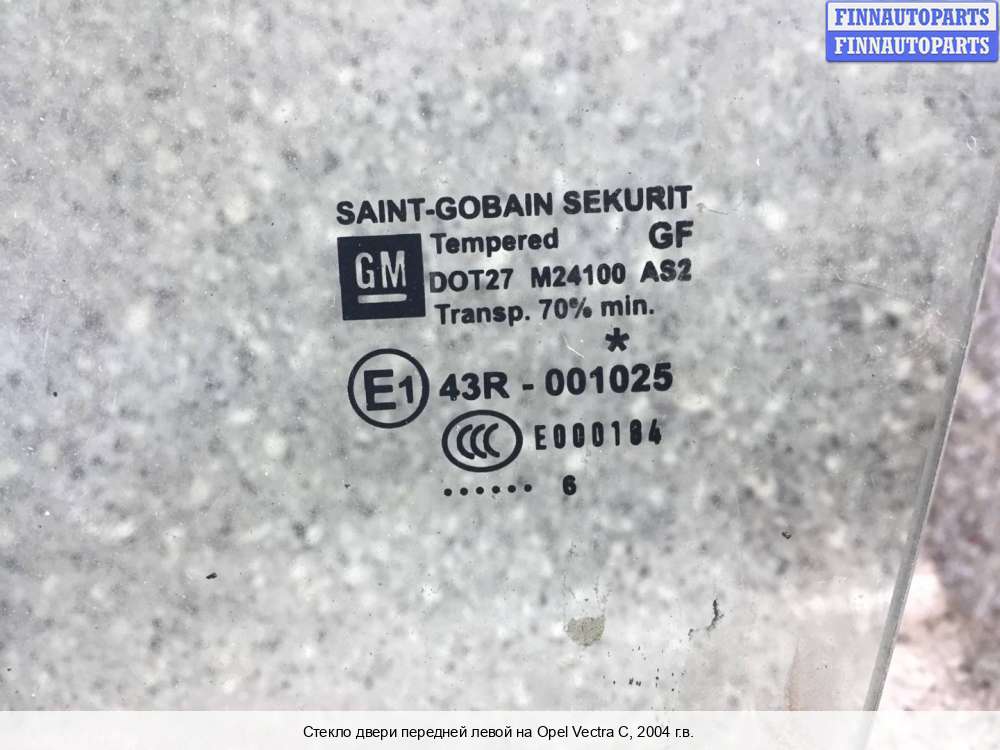 FINNAUTOPARTS
FINNAUTOPARTS
SAINT-GOBAIN SEKURIT
GM
Tempered GF
DOT27 M24100 AS2
Transp. 70% min.
*
E1 43R - 001025
CCC E000184
...... 6
Стекло двери передней левой на Opel Vectra C, 2004 г.в.